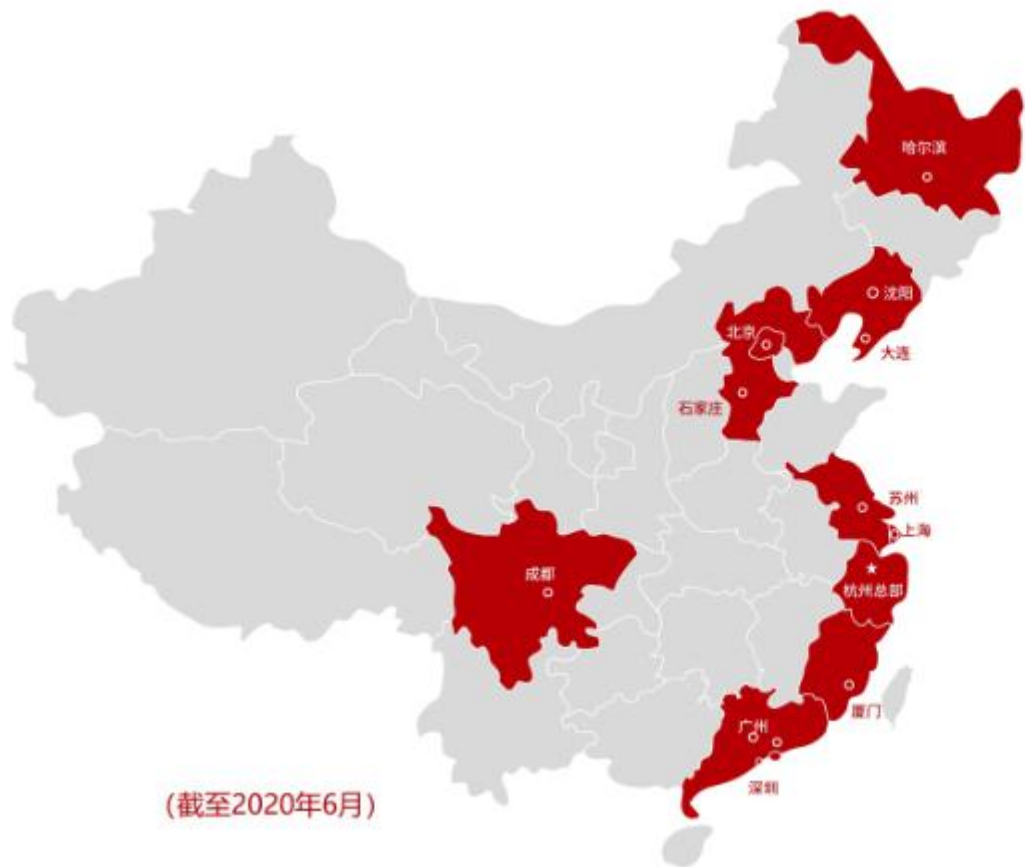 哈尔滨
沈阳
北京
大连
石家庄
苏州
上海
成都
杭州总部
厦门
广州
深圳
(截至2020年6月)